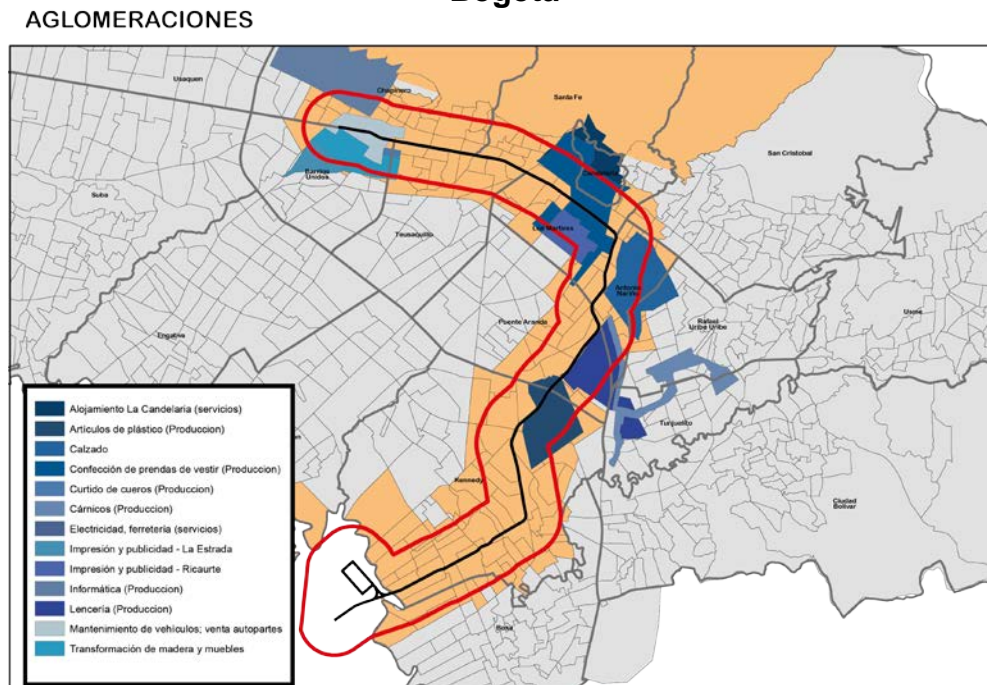 Bogotá
AGLOMERACIONES
Usaquen
Chapinero
Santa Fe
San Cristobal
Candelaria
Barrios
Unidos
Suba
Teusaquillo
Los Martires
Antonio
Nariño
Engativa
Puente Aranda
Rafael
Uribe Uribe
Usme
Tunjuelito
Kennedy
Ciudad
Bolivar
Bosa
Alojamiento La Candelaria (servicios)
Artículos de plástico (Produccion)
Calzado
Confección de prendas de vestir (Produccion)
Curtido de cueros (Produccion)
Cárnicos (Produccion)
Electricidad, ferretería (servicios)
Impresión y publicidad - La Estrada
Impresión y publicidad - Ricaurte
Informática (Produccion)
Lencería (Produccion)
Mantenimiento de vehículos; venta autopartes
Transformación de madera y muebles